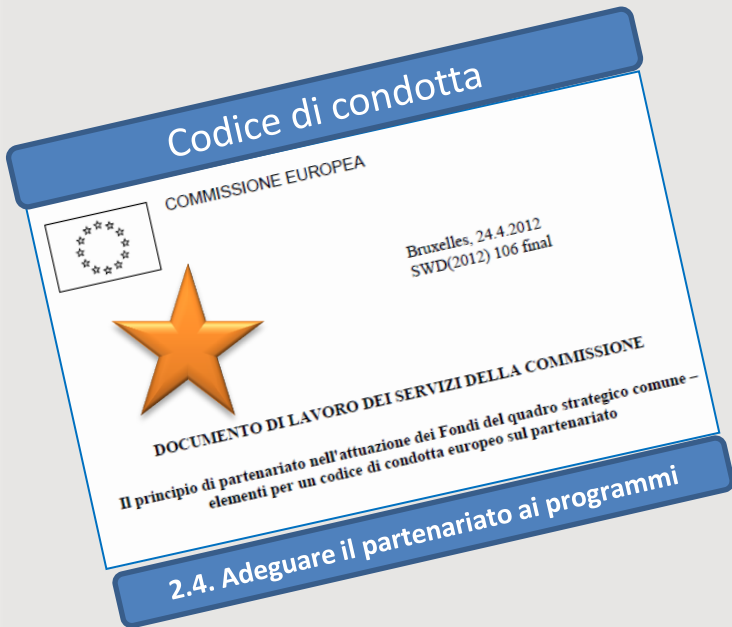 Codice di condotta
COMMISSIONE EUROPEA
Bruxelles, 24.4.2012
SWD(2012) 106 final
DOCUMENTO DI LAVORO DEI SERVIZI DELLA COMMISSIONE
Il principio di partenariato nell'attuazione dei Fondi del quadro strategico comune –
elementi per un codice di condotta europeo sul partenariato
2.4. Adeguare il partenariato ai programmi